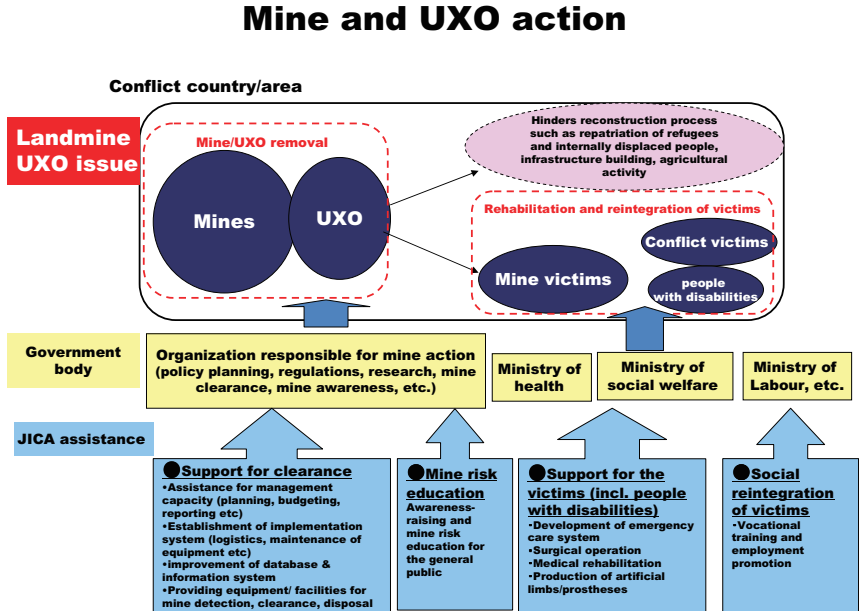 Mine and UXO action
Conflict country/area
Landmine
UXO issue
Mine/UXO removal
Mines
UXO
Hinders reconstruction process
such as repatriation of refugees
and internally displaced people,
infrastructure building, agricultural
activity
Rehabilitation and reintegration of victims
Mine victims
Conflict victims
people
with disabilities
Government
body
Organization responsible for mine action
(policy planning, regulations, research, mine
clearance, mine awareness, etc.)
Ministry of
health
Ministry of
social welfare
Ministry of
Labour, etc.
JICA assistance
●Support for clearance
•Assistance for management
capacity (planning, budgeting,
reporting etc)
•Establishment of implementation
system (logistics, maintenance of
equipment etc)
•improvement of database &
information system
•Providing equipment/ facilities for
mine detection, clearance, disposal
●Mine risk
education
Awareness-
raising and
mine risk
education for
the general
public
●Support for the
victims (incl. people
with disabilities)
・Development of emergency
care system
・Surgical operation
・Medical rehabilitation
・Production of artificial
limbs/prostheses
●Social
reintegration
of victims
・Vocational
training and
employment
promotion